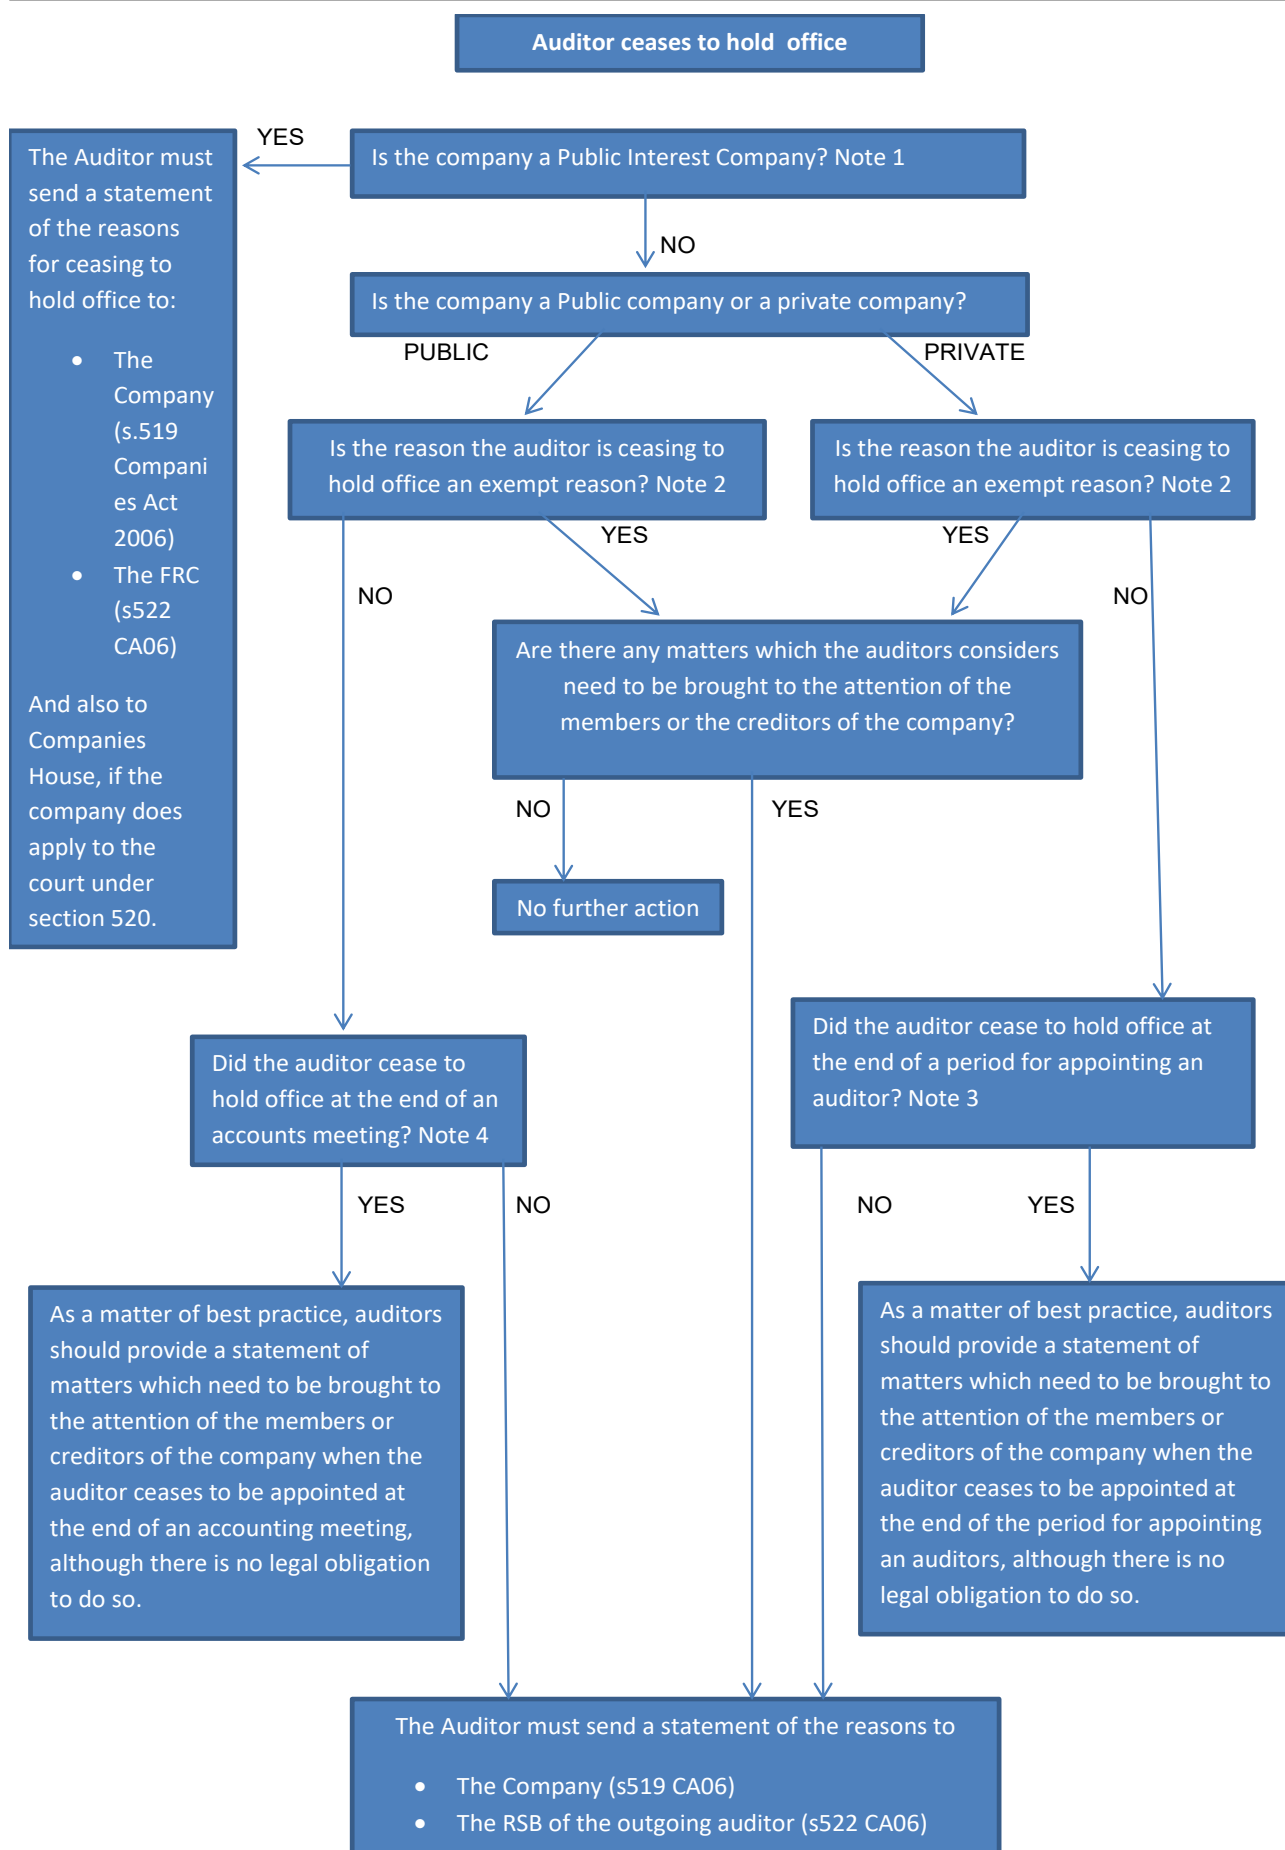 Auditor ceases to hold office
YES
The Auditor must
send a statement
of the reasons
for ceasing to
hold office to:
• The
Company
(s.519
Compani
es Act
2006)
• The FRC
(s522
CA06)
And also to
Companies
House, if the
company does
apply to the
court under
section 520.
Is the company a Public Interest Company? Note 1
NO
Is the company a Public company or a private company?
PUBLIC
PRIVATE
Is the reason the auditor is ceasing to
hold office an exempt reason? Note 2
Is the reason the auditor is ceasing to
hold office an exempt reason? Note 2
YES
YES
NO
NO
Are there any matters which the auditors considers
need to be brought to the attention of the
members or the creditors of the company?
NO
YES
No further action
Did the auditor cease to
hold office at the end of an
accounts meeting? Note 4
Did the auditor cease to hold office at
the end of a period for appointing an
auditor? Note 3
YES
NO
NO
YES
As a matter of best practice, auditors
should provide a statement of
matters which need to be brought to
the attention of the members or
creditors of the company when the
auditor ceases to be appointed at
the end of an accounting meeting,
although there is no legal obligation
to do so.
As a matter of best practice, auditors
should provide a statement of
matters which need to be brought to
the attention of the members or
creditors of the company when the
auditor ceases to be appointed at
the end of the period for appointing
an auditors, although there is no
legal obligation to do so.
The Auditor must send a statement of the reasons to
• The Company (s519 CA06)
• The RSB of the outgoing auditor (s522 CA06)